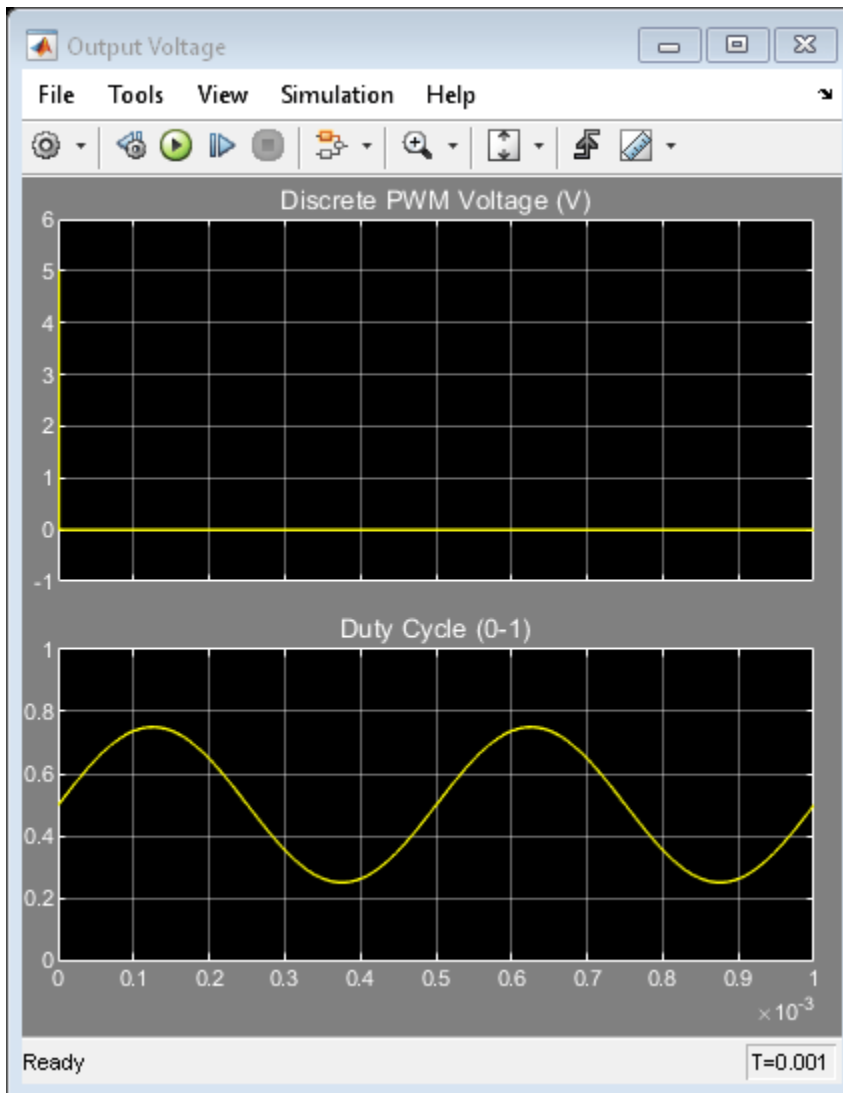 Output Voltage
File Tools View Simulation Help
Discrete PWM Voltage (V)
6
5
4
3
2
1
0
-1
Duty Cycle (0-1)
1
0.8
0.6
0.4
0.2
0
0 0.1 0.2 0.3 0.4 0.5 0.6 0.7 0.8 0.9 1
×10⁻³
Ready T=0.001